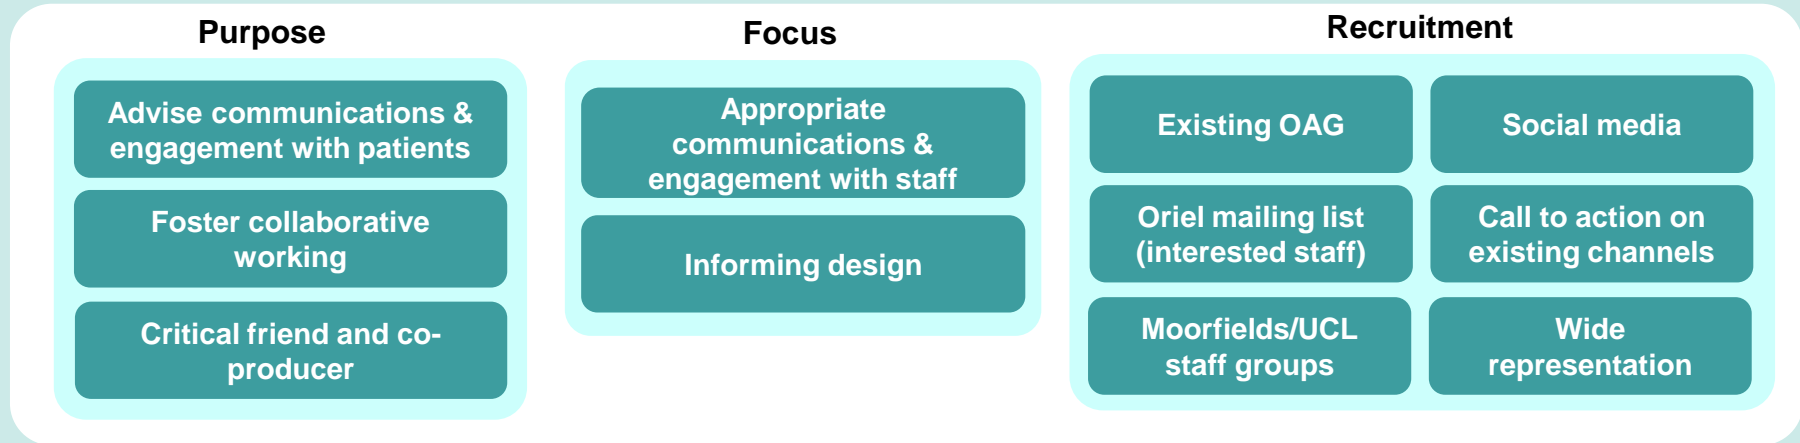 Purpose
Advise communications &
engagement with patients
Foster collaborative
working
Critical friend and co-
producer
Focus
Appropriate
communications &
engagement with staff
Informing design
Recruitment
Existing OAG
Social media
Oriel mailing list
(interested staff)
Call to action on
existing channels
Moorfields/UCL
staff groups
Wide
representation